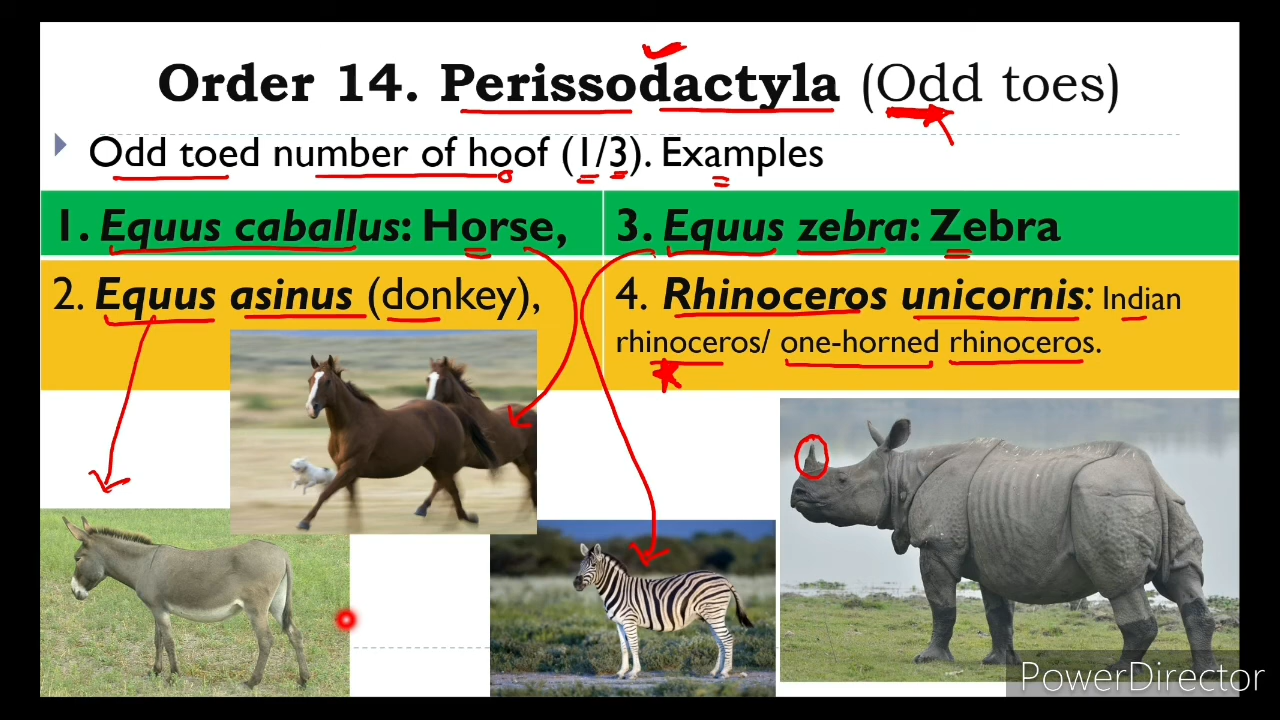 Order 14. Perissodactyla (Odd toes)
Odd toed number of hoof (1/3). Examples
1. Equus caballus: Horse,
3. Equus zebra: Zebra
2. Equus asinus (donkey),
4. Rhinoceros unicornis: Indian
rhinoceros/ one-horned rhinoceros.
PowerDirector